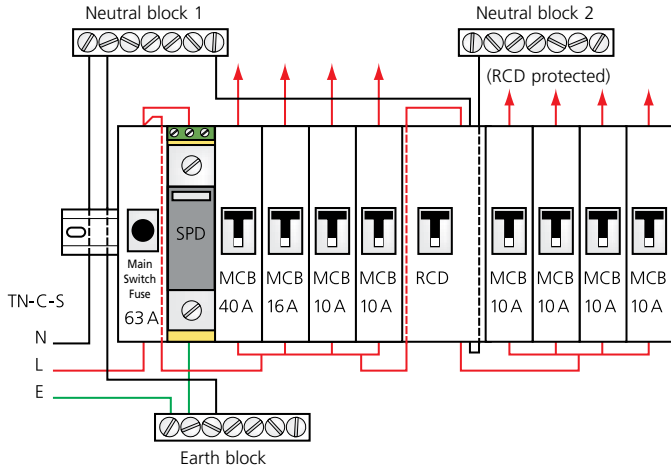 Neutral block 1
Neutral block 2
(RCD protected)
SPD
RCD
Main
Switch
Fuse
63 A
MCB
40 A
MCB
16 A
MCB
10 A
MCB
10 A
MCB
10 A
MCB
10 A
MCB
10 A
MCB
10 A
TN-C-S
N
L
E
Earth block